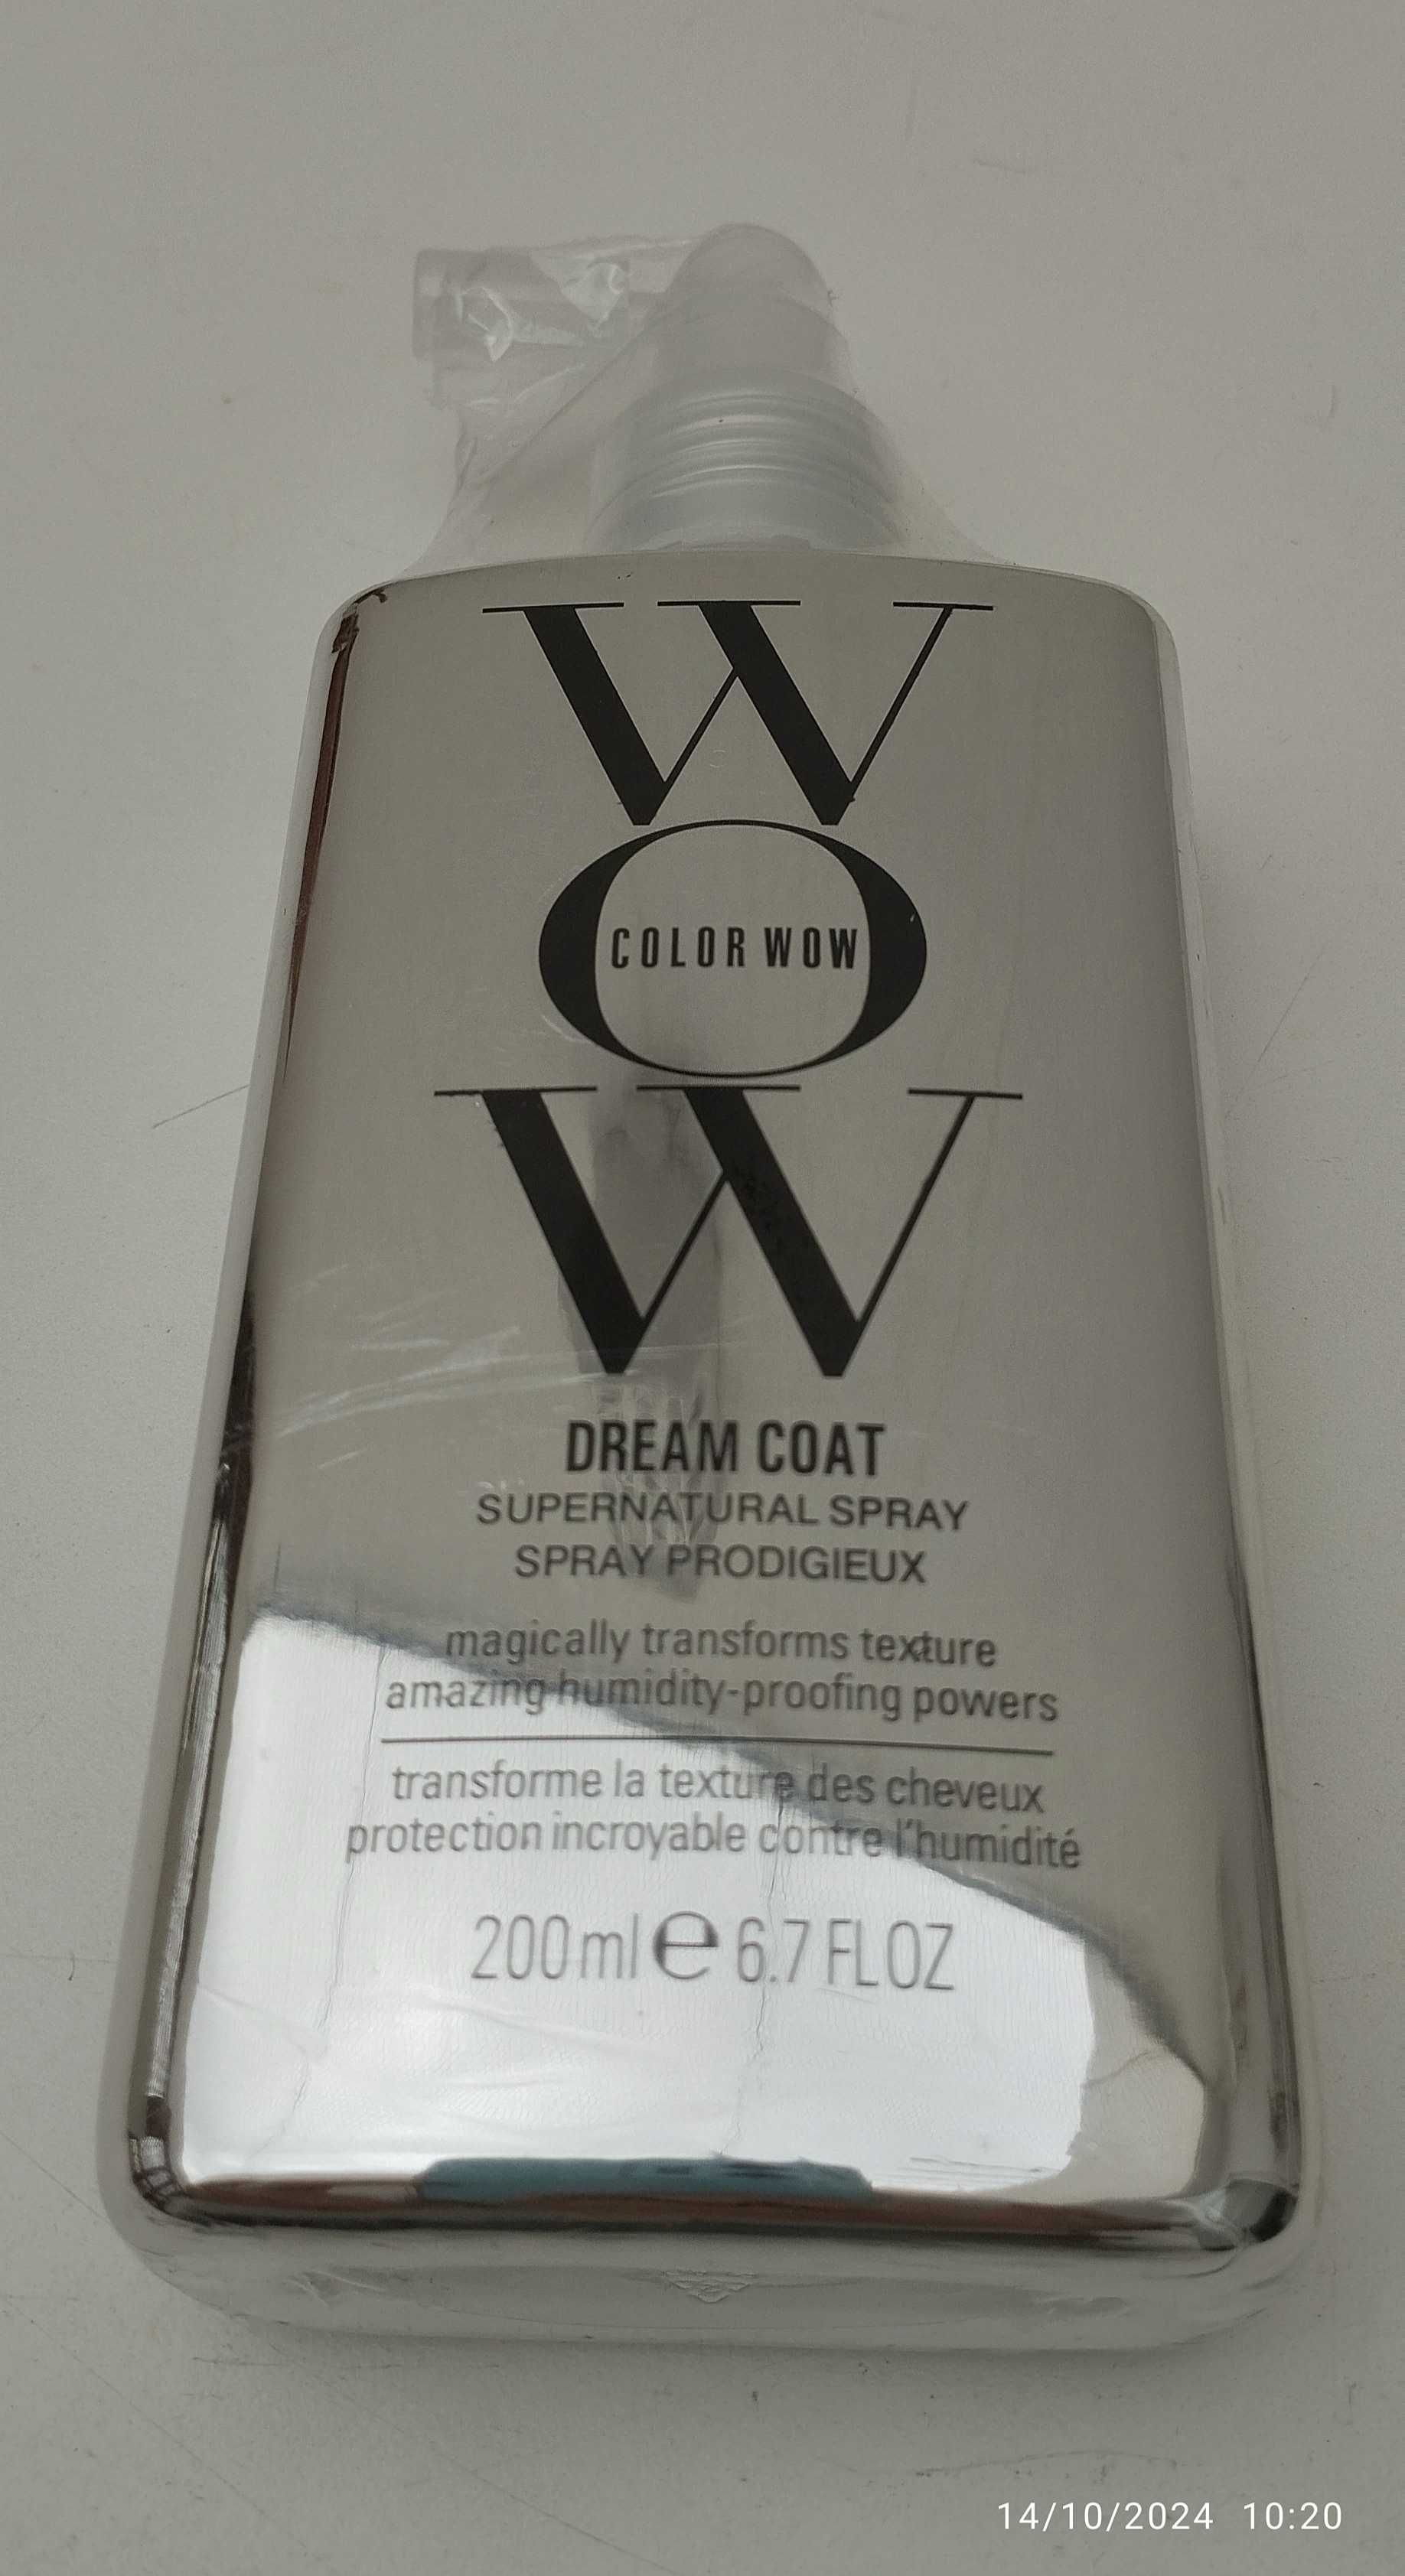 W
O
COLOR WOW
W
DREAM COAT
SUPERNATURAL SPRAY
SPRAY PRODIGIEUX
magically transforms texture
amazing humidity-proofing powers
transforme la texture des cheveux
protection incroyable contre l'humidité
200ml e 6.7 FL OZ
14/10/2024 10:20